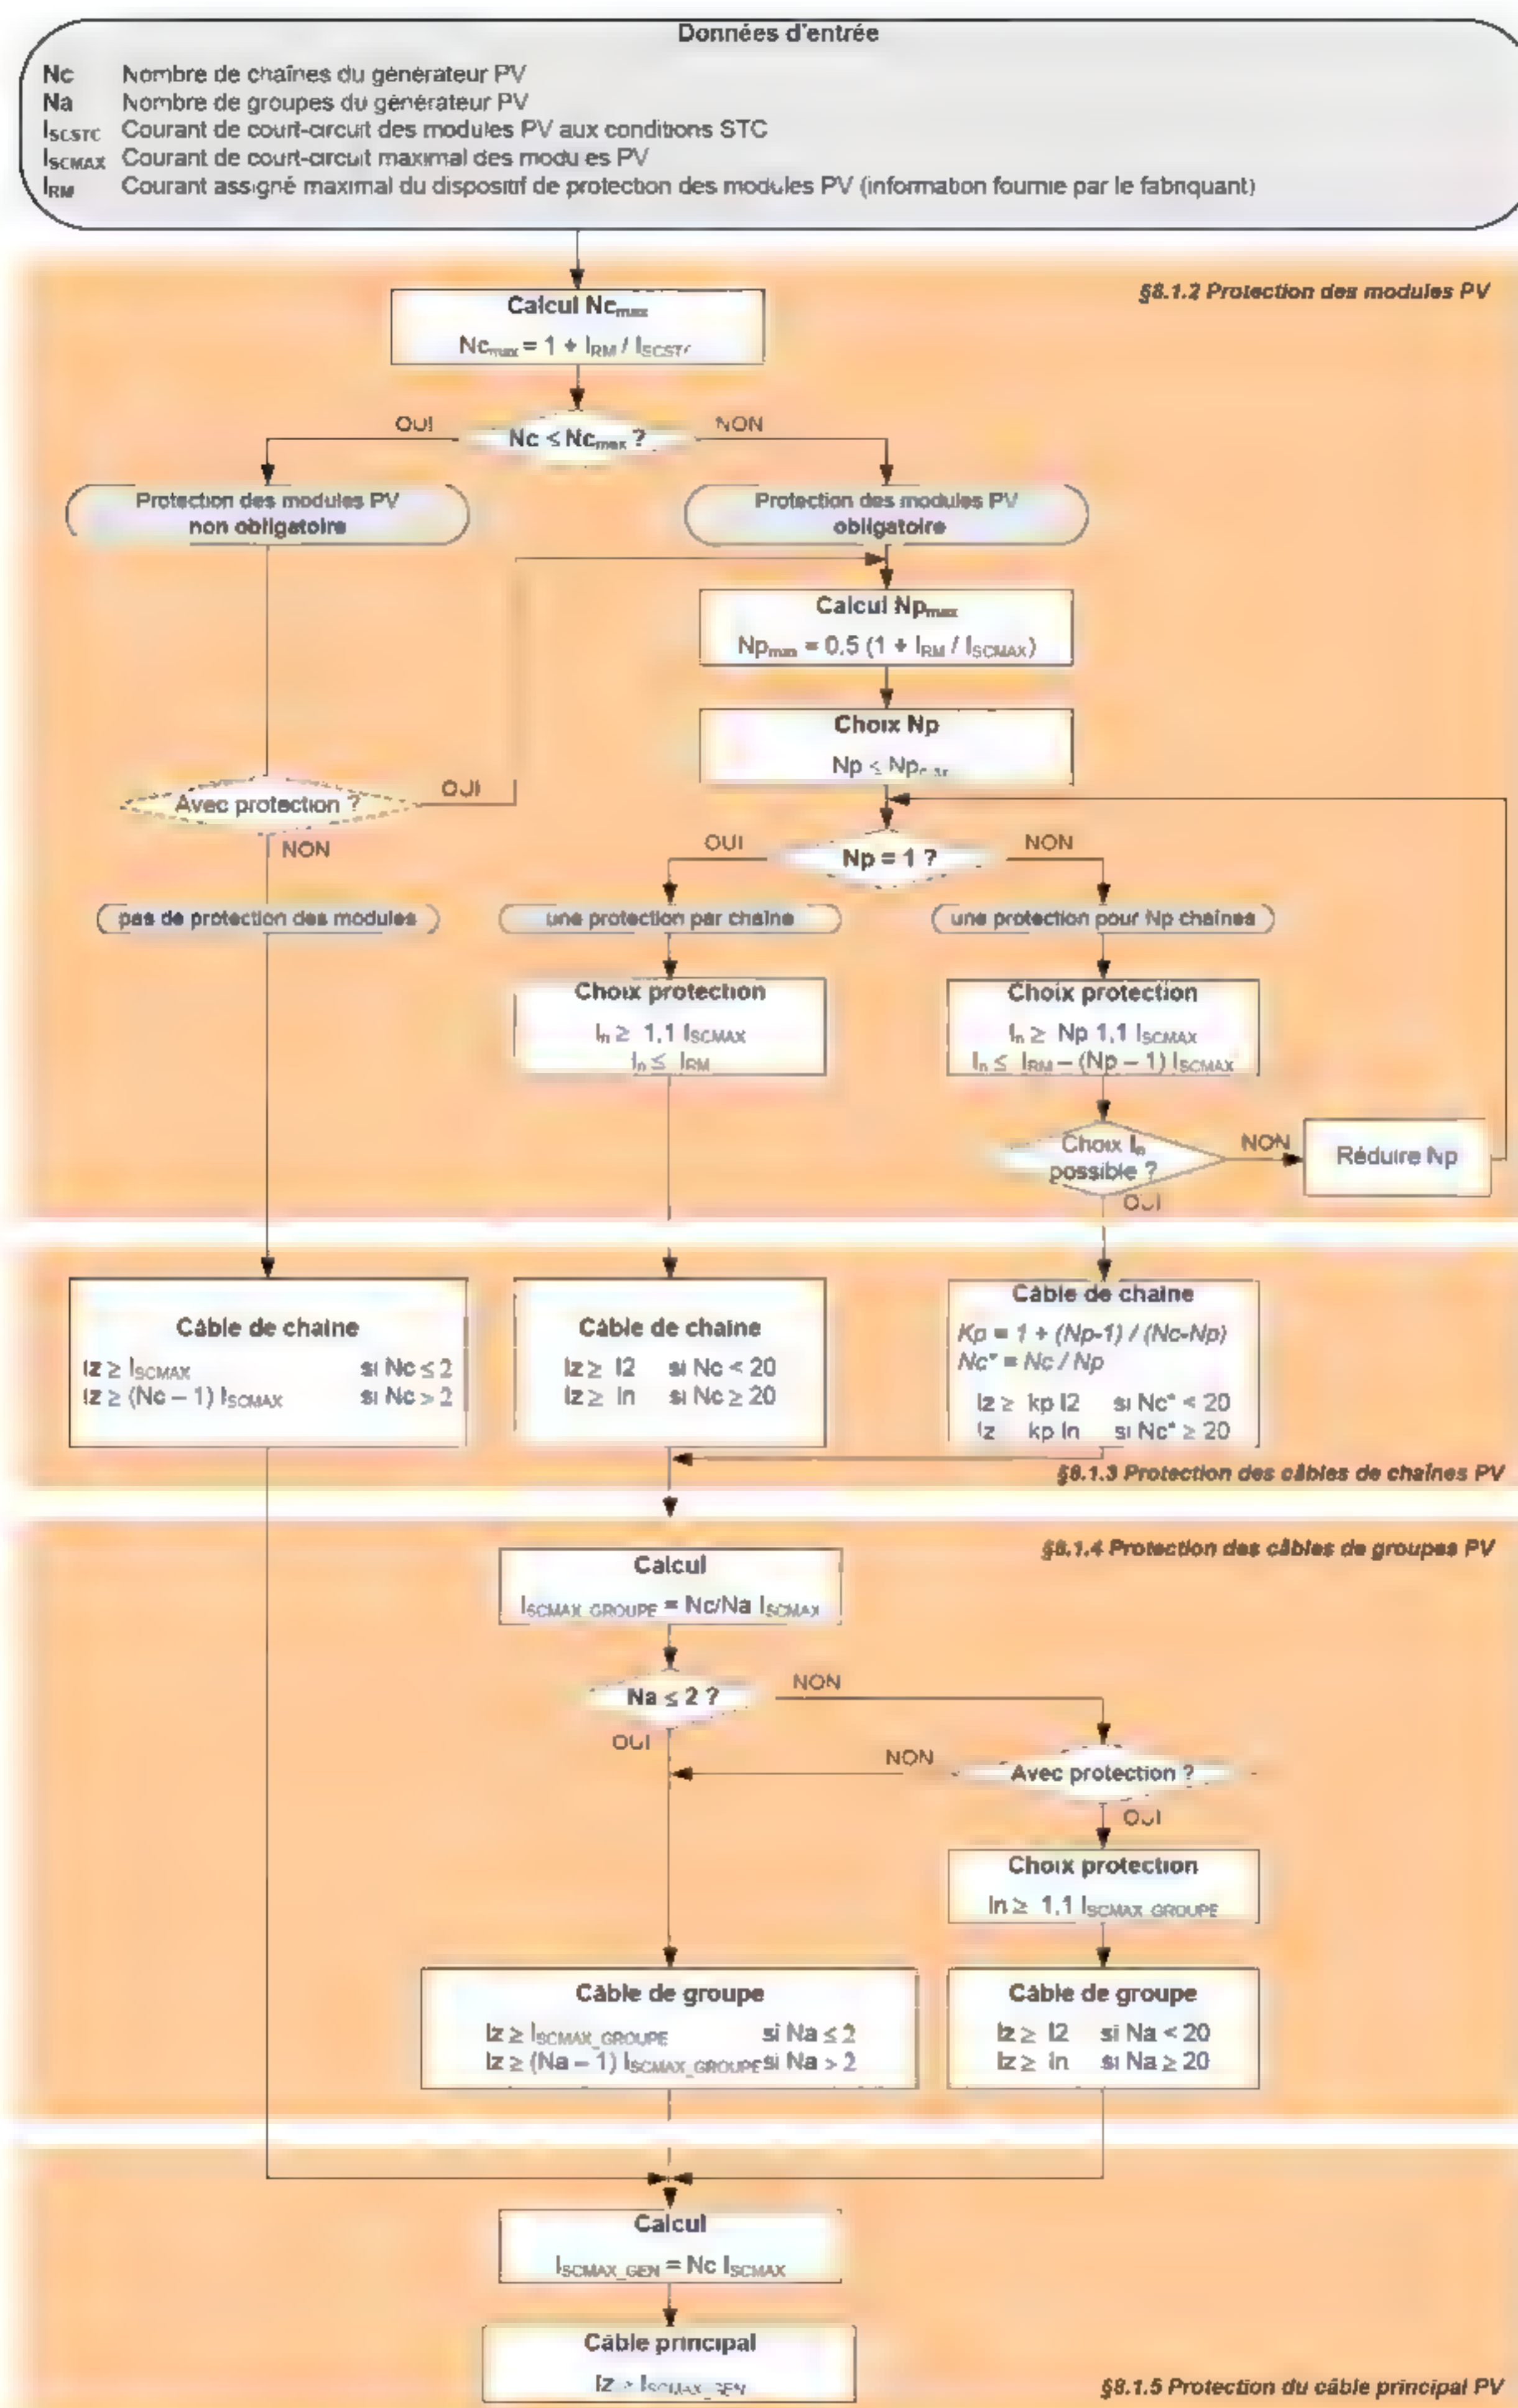 Données d'entrée
Nc Nombre de chaînes du générateur PV
Na Nombre de groupes du générateur PV
ISCSTC Courant de court-circuit des modules PV aux conditions STC
ISCMAX Courant de court-circuit maximal des modules PV
IRM Courant assigné maximal du dispositif de protection des modules PV (information fournie par le fabriquant)
§8.1.2 Protection des modules PV
Calcul Ncmax
Ncmax = 1 + IRM / ISCSTC
OUI
Nc ≤ Ncmax ?
NON
Protection des modules PV
non obligatoire
Protection des modules PV
obligatoire
Calcul Npmax
Npmax = 0,5 (1 + IRM / ISCMAX)
Choix Np
Np ≤ Npmax
Avec protection ?
OUI
NON
OUI
Np = 1 ?
NON
pas de protection des modules
une protection par chaîne
une protection pour Np chaînes
Choix protection
In ≥ 1,1 ISCMAX
In ≤ IRM
Choix protection
In ≥ Np 1,1 ISCMAX
In ≤ IRM – (Np – 1) ISCMAX
Choix In
possible ?
NON
Réduire Np
OUI
Câble de chaîne
Iz ≥ ISCMAX si Nc ≤ 2
Iz ≥ (Nc – 1) ISCMAX si Nc > 2
Câble de chaîne
Iz ≥ I2 si Nc < 20
Iz ≥ In si Nc ≥ 20
Câble de chaîne
Kp = 1 + (Np-1) / (Nc-Np)
Nc* = Nc / Np
Iz ≥ kp I2 si Nc* < 20
Iz kp In si Nc* ≥ 20
§8.1.3 Protection des câbles de chaînes PV
§8.1.4 Protection des câbles de groupes PV
Calcul
ISCMAX_GROUPE = Nc/Na ISCMAX
Na ≤ 2 ?
NON
OUI
NON
Avec protection ?
OUI
Choix protection
In ≥ 1,1 ISCMAX_GROUPE
Câble de groupe
Iz ≥ ISCMAX_GROUPE si Na ≤ 2
Iz ≥ (Na – 1) ISCMAX_GROUPE si Na > 2
Câble de groupe
Iz ≥ I2 si Na < 20
Iz ≥ In si Na ≥ 20
Calcul
ISCMAX_GEN = Nc ISCMAX
Câble principal
Iz ≥ ISCMAX_GEN
§8.1.5 Protection du câble principal PV